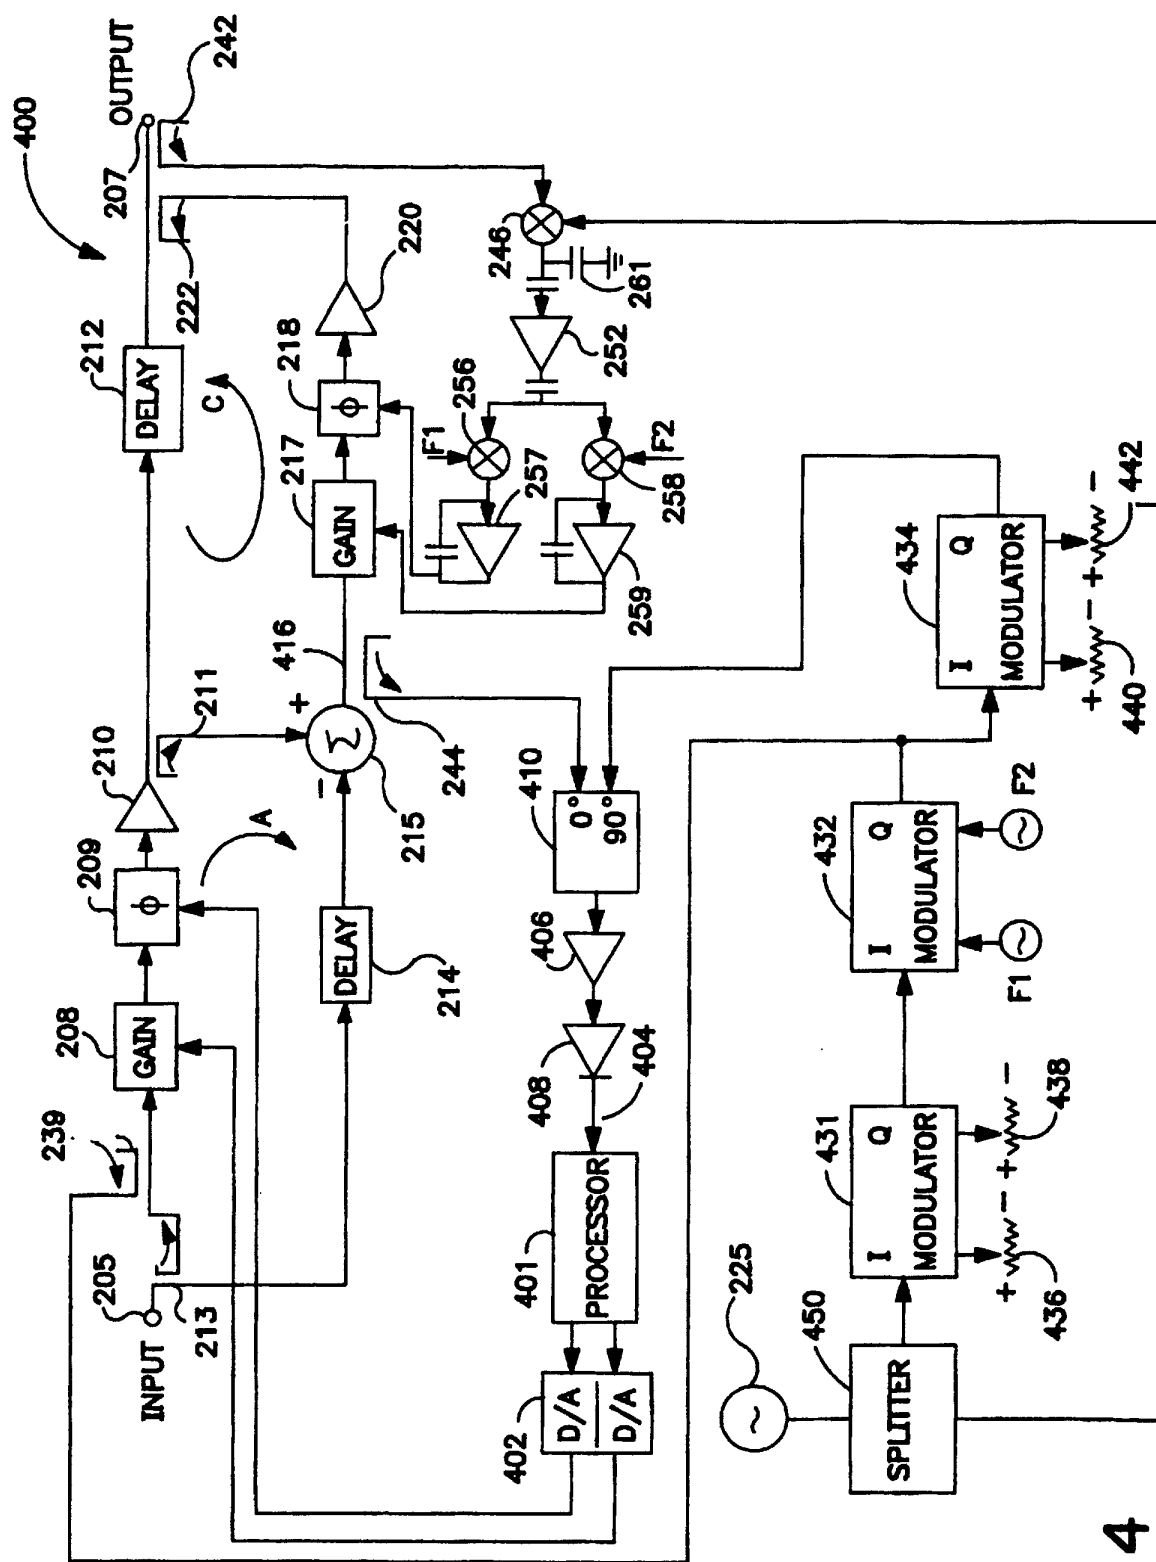 400
OUTPUT
207
242
222
212
DELAY
C
210
211
209
Φ
A
208
GAIN
239
205
INPUT
213
220
218
Φ
217
GAIN
416
+
−
Σ
215
244
DELAY
214
246
261
252
256
F1
257
F2
258
259
410
0°
90°
406
408
404
401
PROCESSOR
402
D/A
D/A
434
I Q
MODULATOR
+ −
440
+ −
442
432
I Q
MODULATOR
F1
F2
431
I Q
MODULATOR
+ −
436
+ −
438
225
~
450
SPLITTER
4